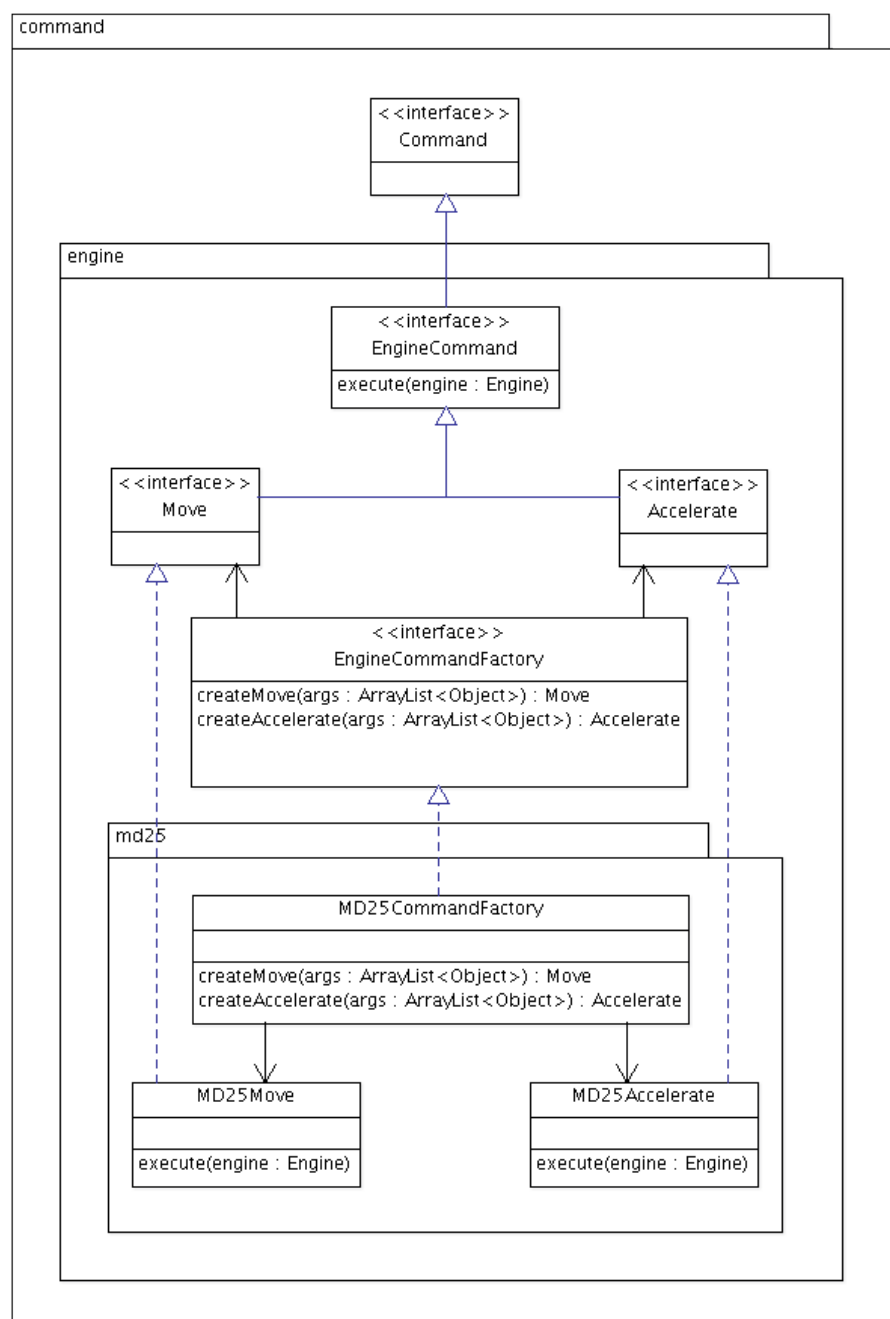 command
< <interface> >
Command
engine
< <interface> >
EngineCommand
execute(engine : Engine)
< <interface> >
Move
< <interface> >
Accelerate
< <interface> >
EngineCommandFactory
createMove(args : ArrayList<Object>) : Move
createAccelerate(args : ArrayList<Object>) : Accelerate
md25
MD25CommandFactory
createMove(args : ArrayList<Object>) : Move
createAccelerate(args : ArrayList<Object>) : Accelerate
MD25Move
execute(engine : Engine)
MD25Accelerate
execute(engine : Engine)